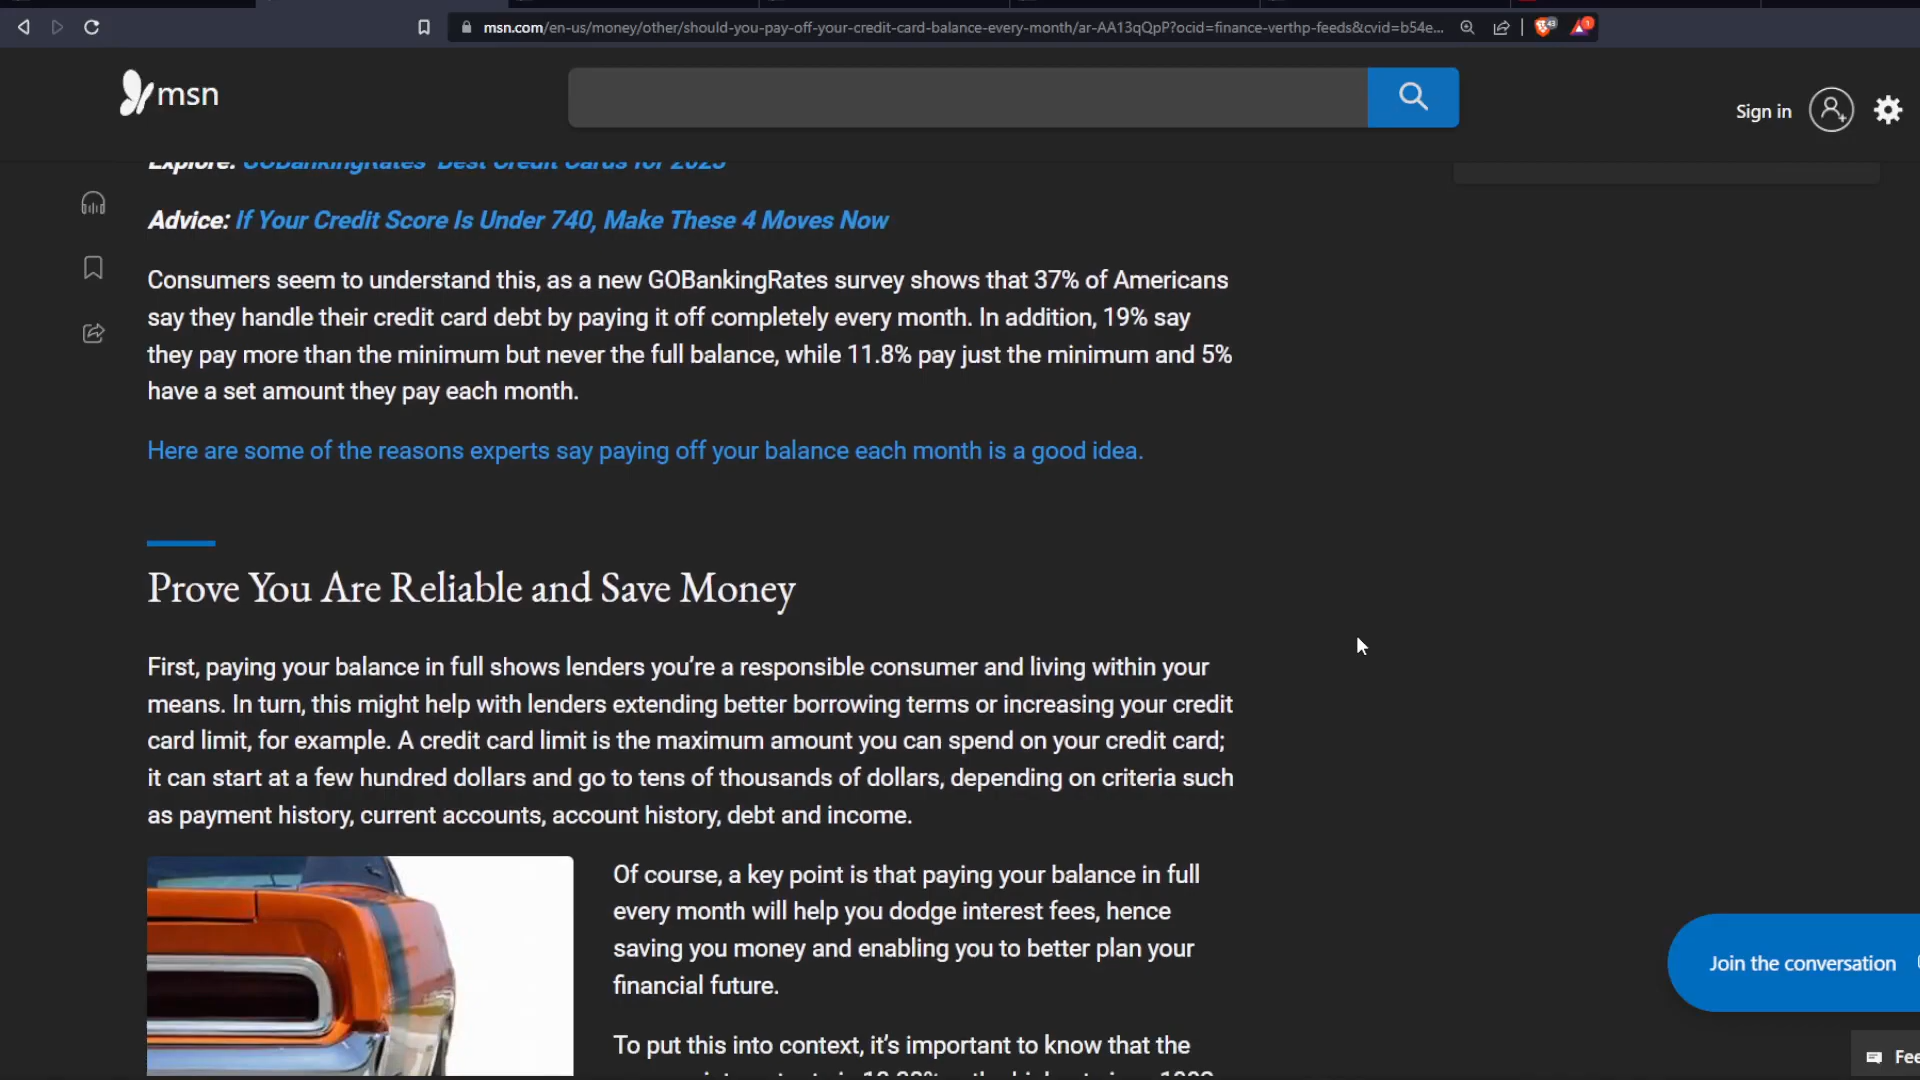 msn.com/en-us/money/other/should-you-pay-off-your-credit-card-balance-every-month/ar-AA13qQpP?ocid=finance-verthp-feeds&cvid=b54e...
43
1
msn
Sign in
Explore: GOBankingRates' Best Credit Cards for 2023
Advice: If Your Credit Score Is Under 740, Make These 4 Moves Now
Consumers seem to understand this, as a new GOBankingRates survey shows that 37% of Americans
say they handle their credit card debt by paying it off completely every month. In addition, 19% say
they pay more than the minimum but never the full balance, while 11.8% pay just the minimum and 5%
have a set amount they pay each month.
Here are some of the reasons experts say paying off your balance each month is a good idea.
Prove You Are Reliable and Save Money
First, paying your balance in full shows lenders you’re a responsible consumer and living within your
means. In turn, this might help with lenders extending better borrowing terms or increasing your credit
card limit, for example. A credit card limit is the maximum amount you can spend on your credit card;
it can start at a few hundred dollars and go to tens of thousands of dollars, depending on criteria such
as payment history, current accounts, account history, debt and income.
Of course, a key point is that paying your balance in full
every month will help you dodge interest fees, hence
saving you money and enabling you to better plan your
financial future.
To put this into context, it’s important to know that the
Join the conversation
Fee